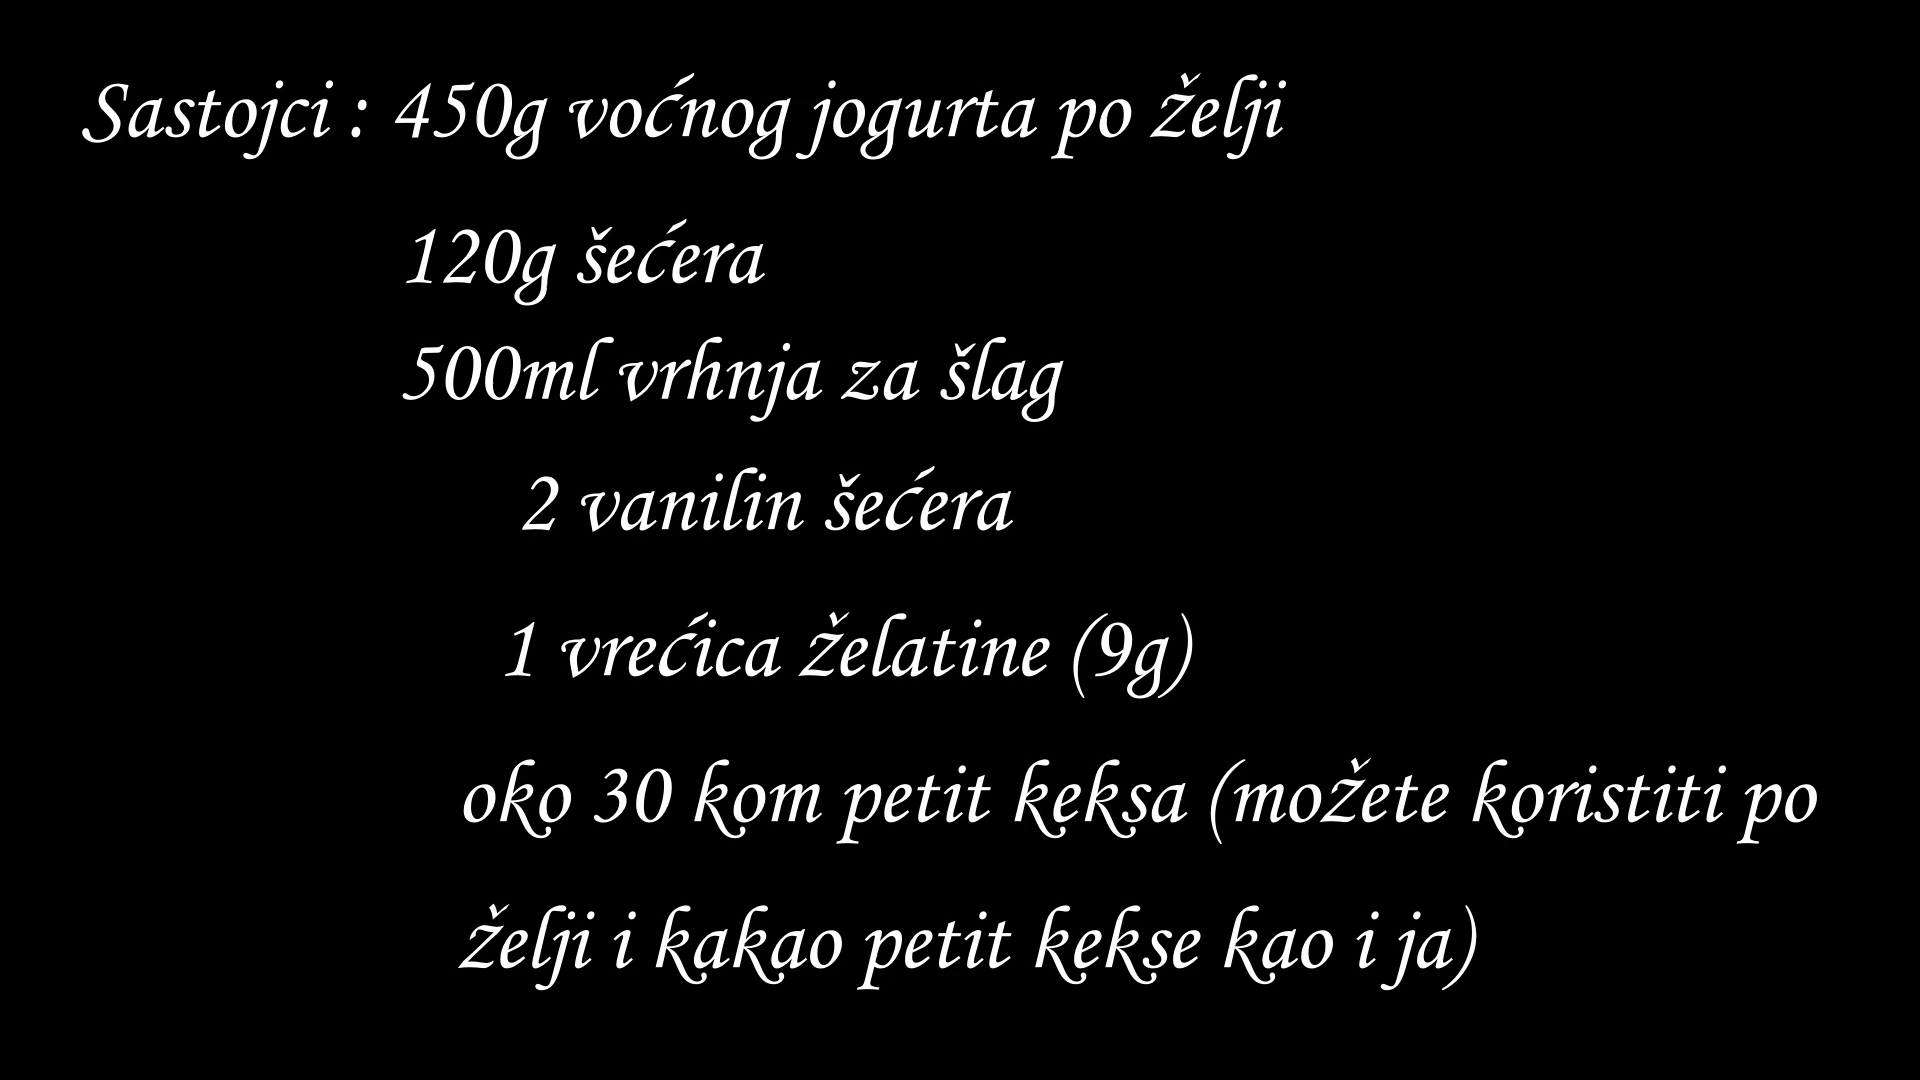 Sastojci : 450g voćnog jogurta po želji
120g šećera
500ml vrhnja za šlag
2 vanilin šećera
1 vrećica želatine (9g)
oko 30 kom petit keksa (možete koristiti po
želji i kakao petit kekse kao i ja)